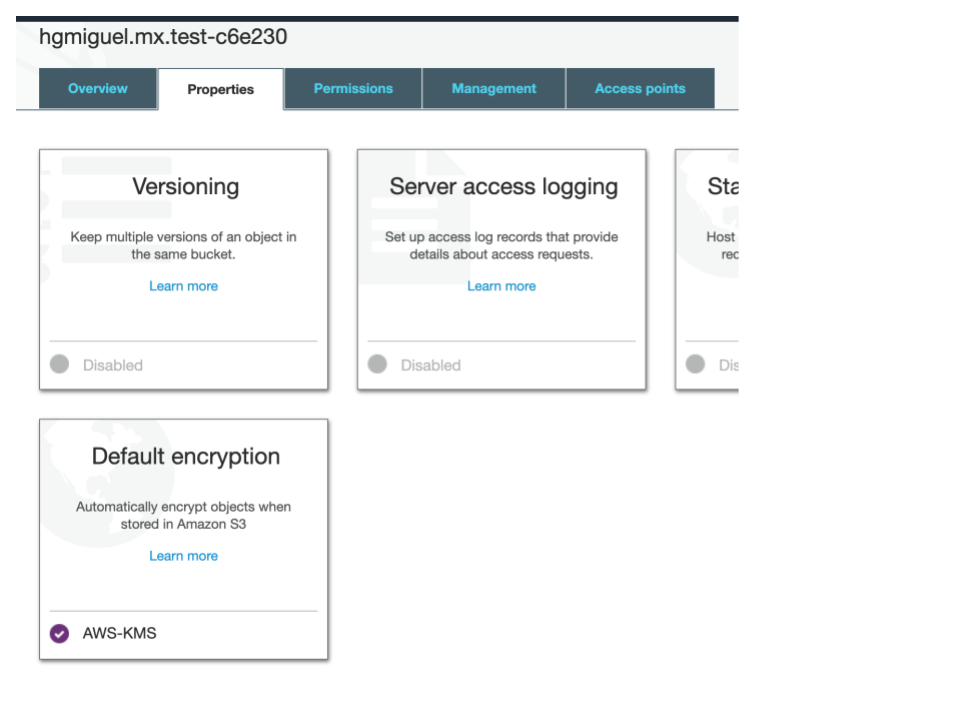 hgmiguel.mx.test-c6e230
Overview
Properties
Permissions
Management
Access points
Versioning
Keep multiple versions of an object in
the same bucket.
Learn more
Disabled
Server access logging
Set up access log records that provide
details about access requests.
Learn more
Disabled
Sta
Host
rec
Dis
Default encryption
Automatically encrypt objects when
stored in Amazon S3
Learn more
AWS-KMS